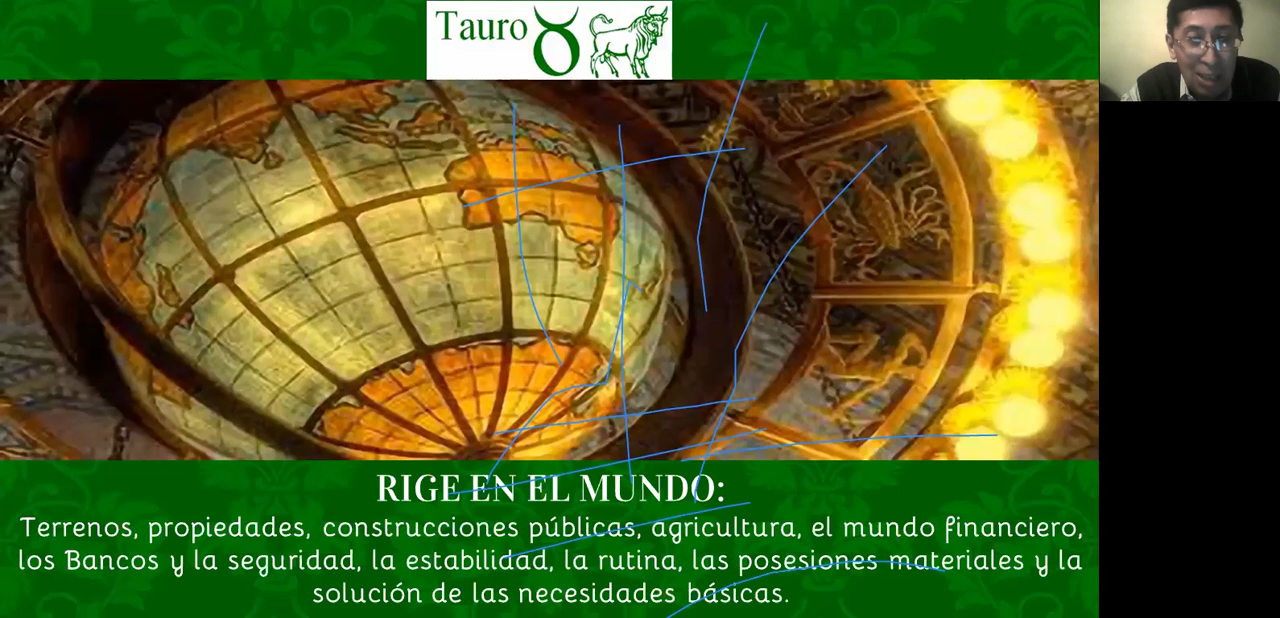 Tauro
RIGE EN EL MUNDO:
Terrenos, propiedades, construcciones públicas, agricultura, el mundo financiero,
los Bancos y la seguridad, la estabilidad, la rutina, las posesiones materiales y la
solución de las necesidades básicas.